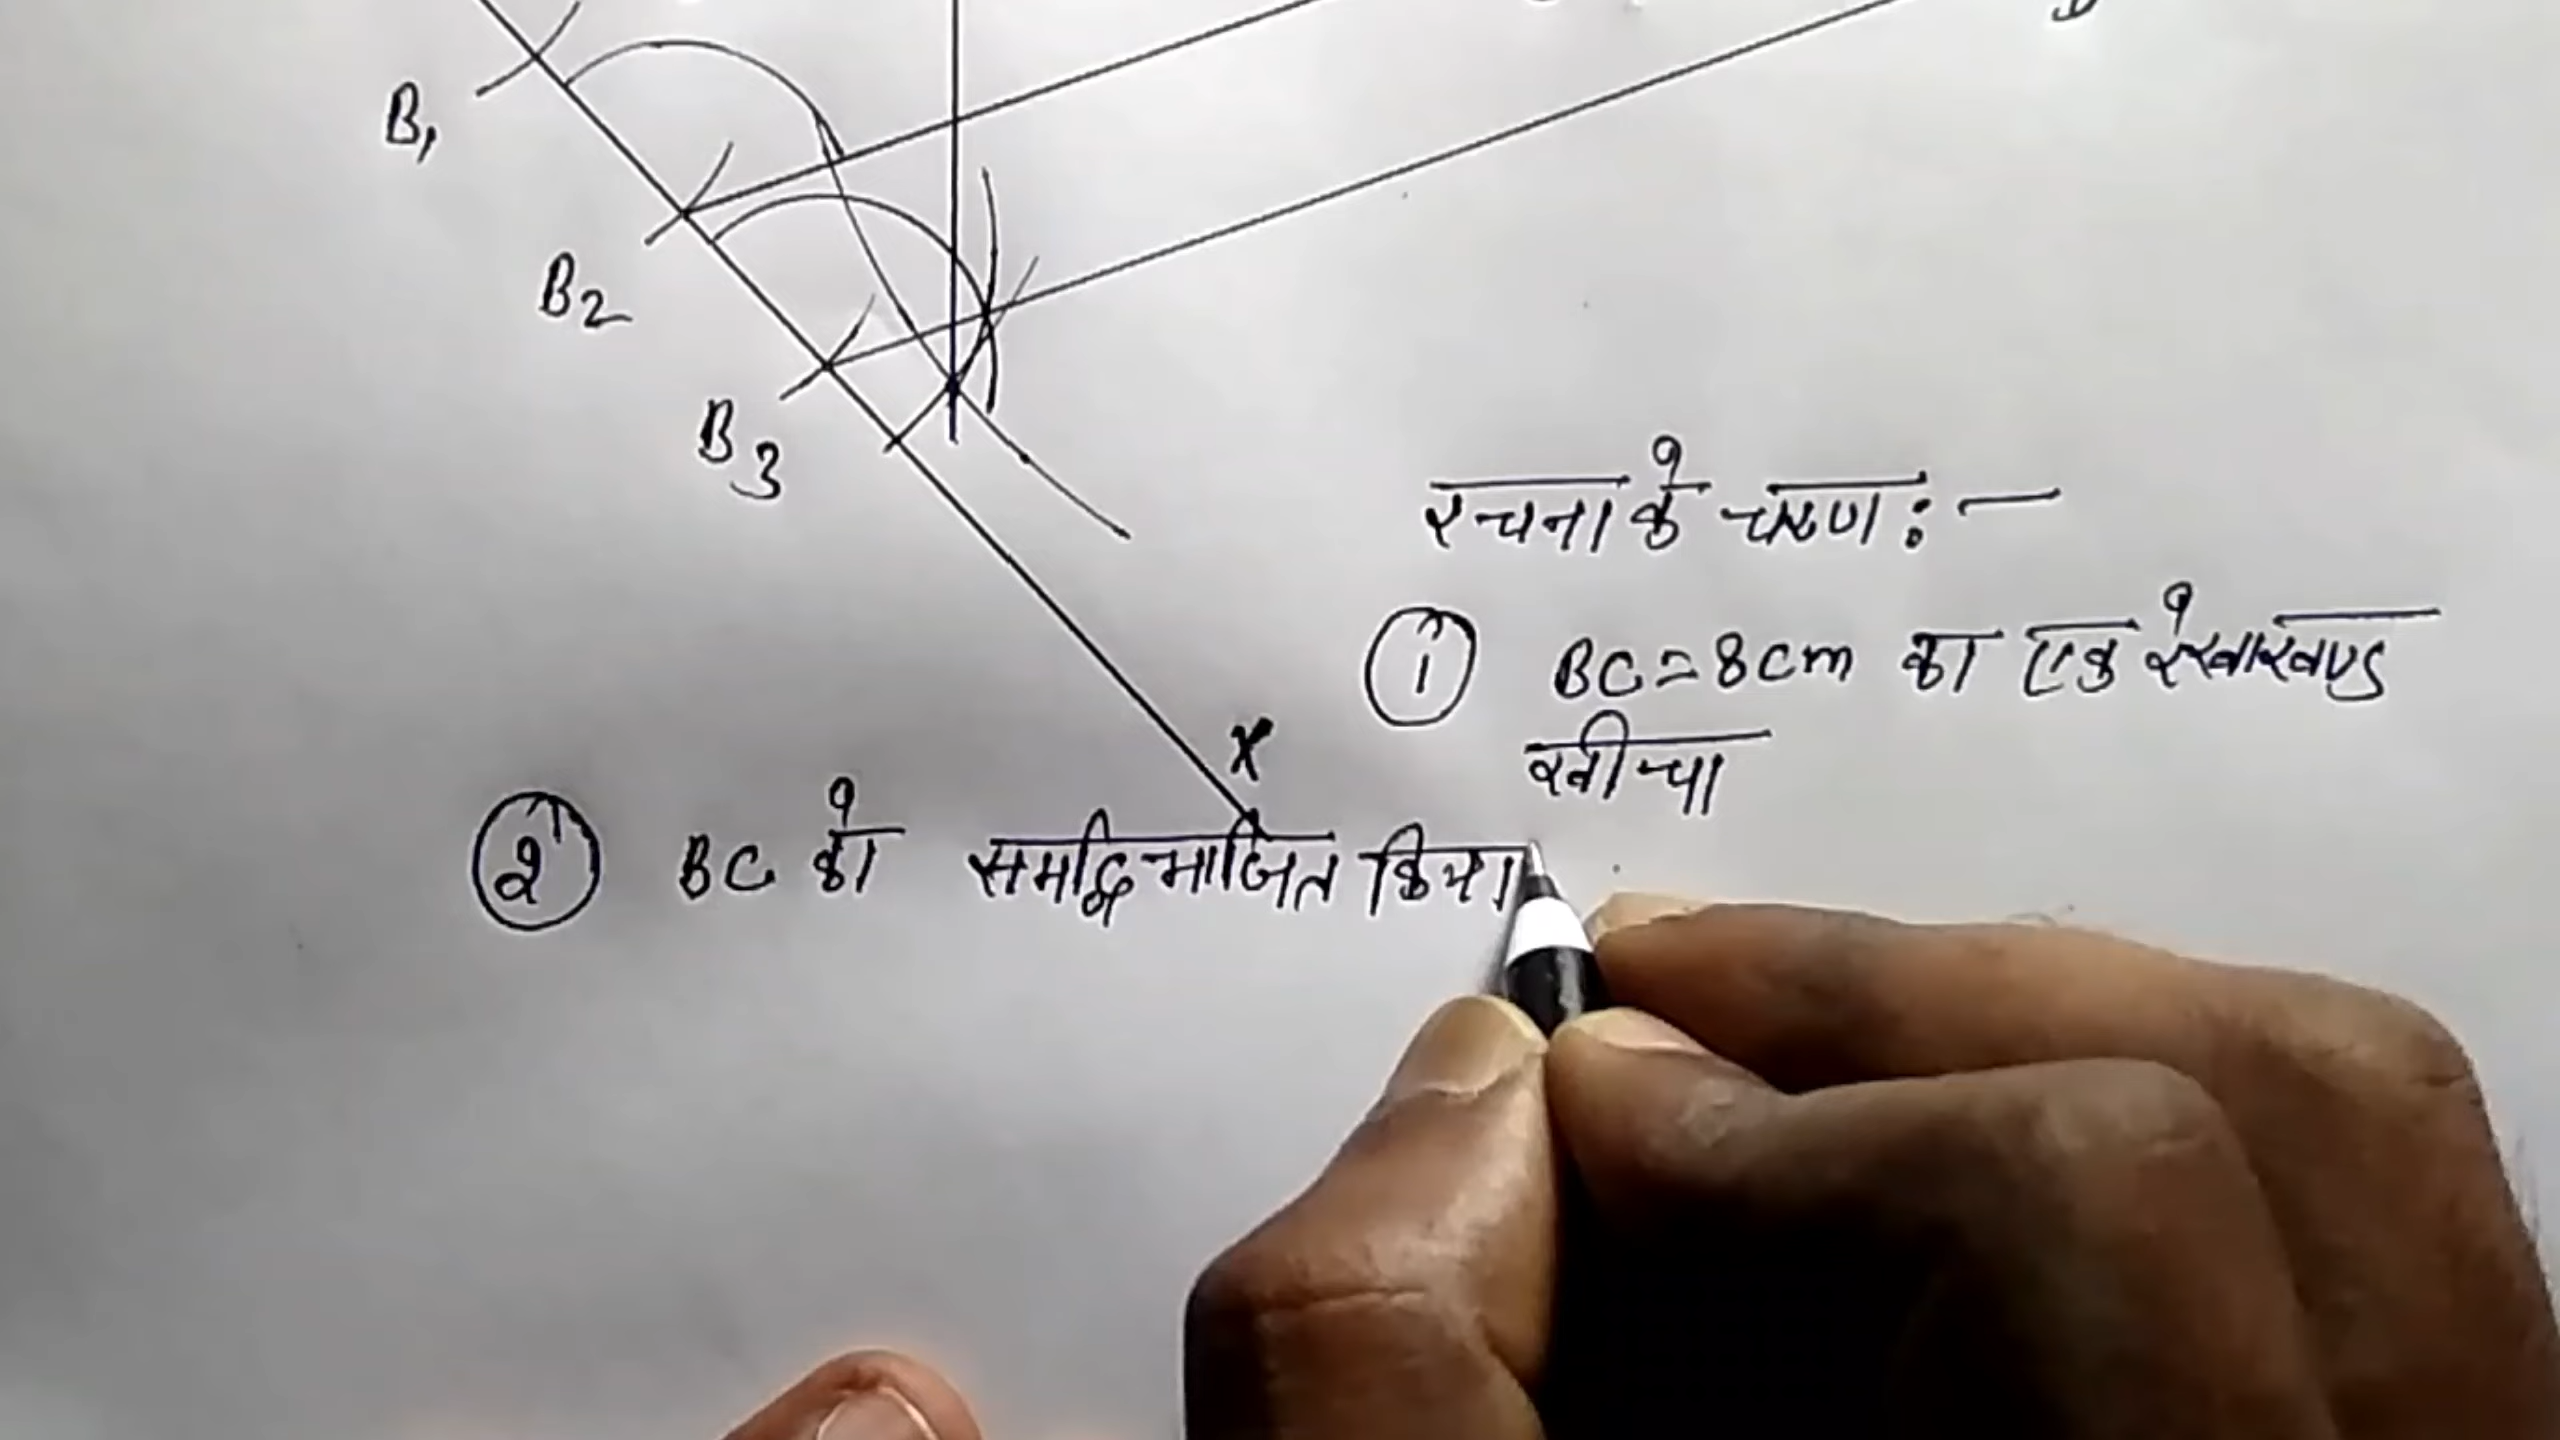 B₁
B₂
B₃
रचना के चरण :—
① BC = 8cm का एक रेखाखण्ड
खीचा
X
② BC को समद्विभाजित किया